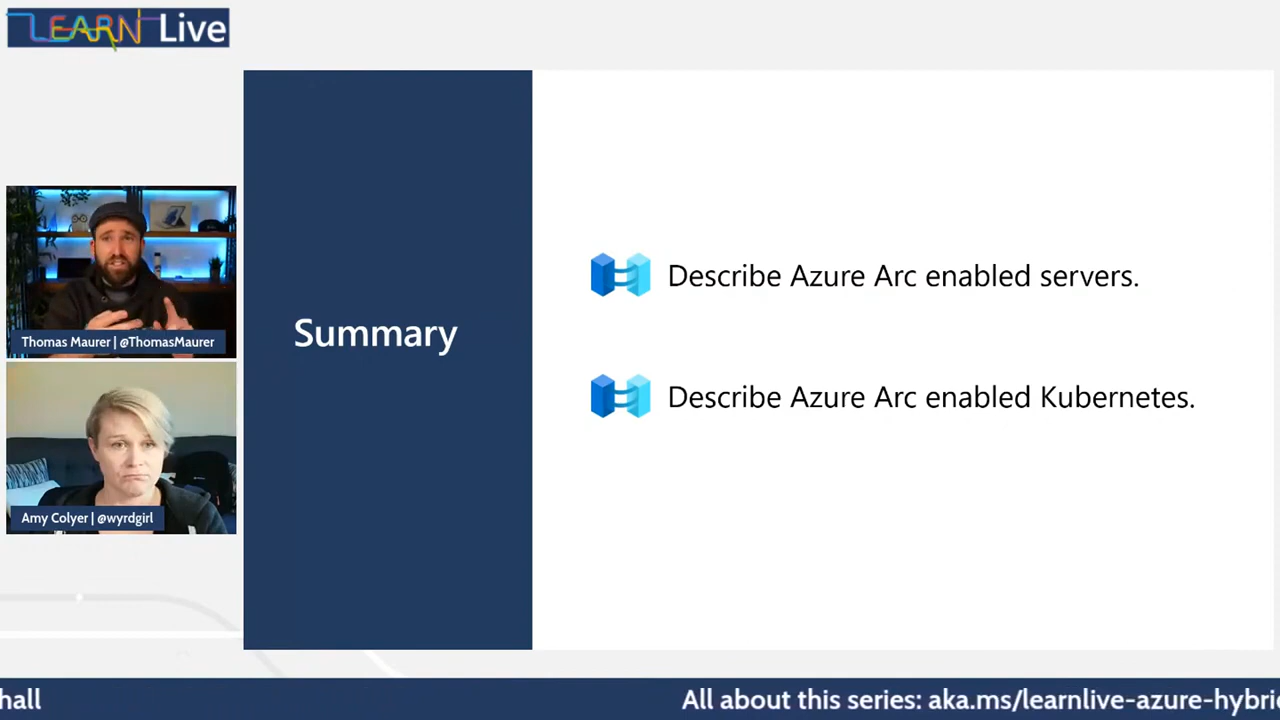 LEARN Live
Thomas Maurer | @ThomasMaurer
Amy Colyer | @wyrdgirl
Summary
Describe Azure Arc enabled servers.
Describe Azure Arc enabled Kubernetes.
hall
All about this series: aka.ms/learnlive-azure-hybri